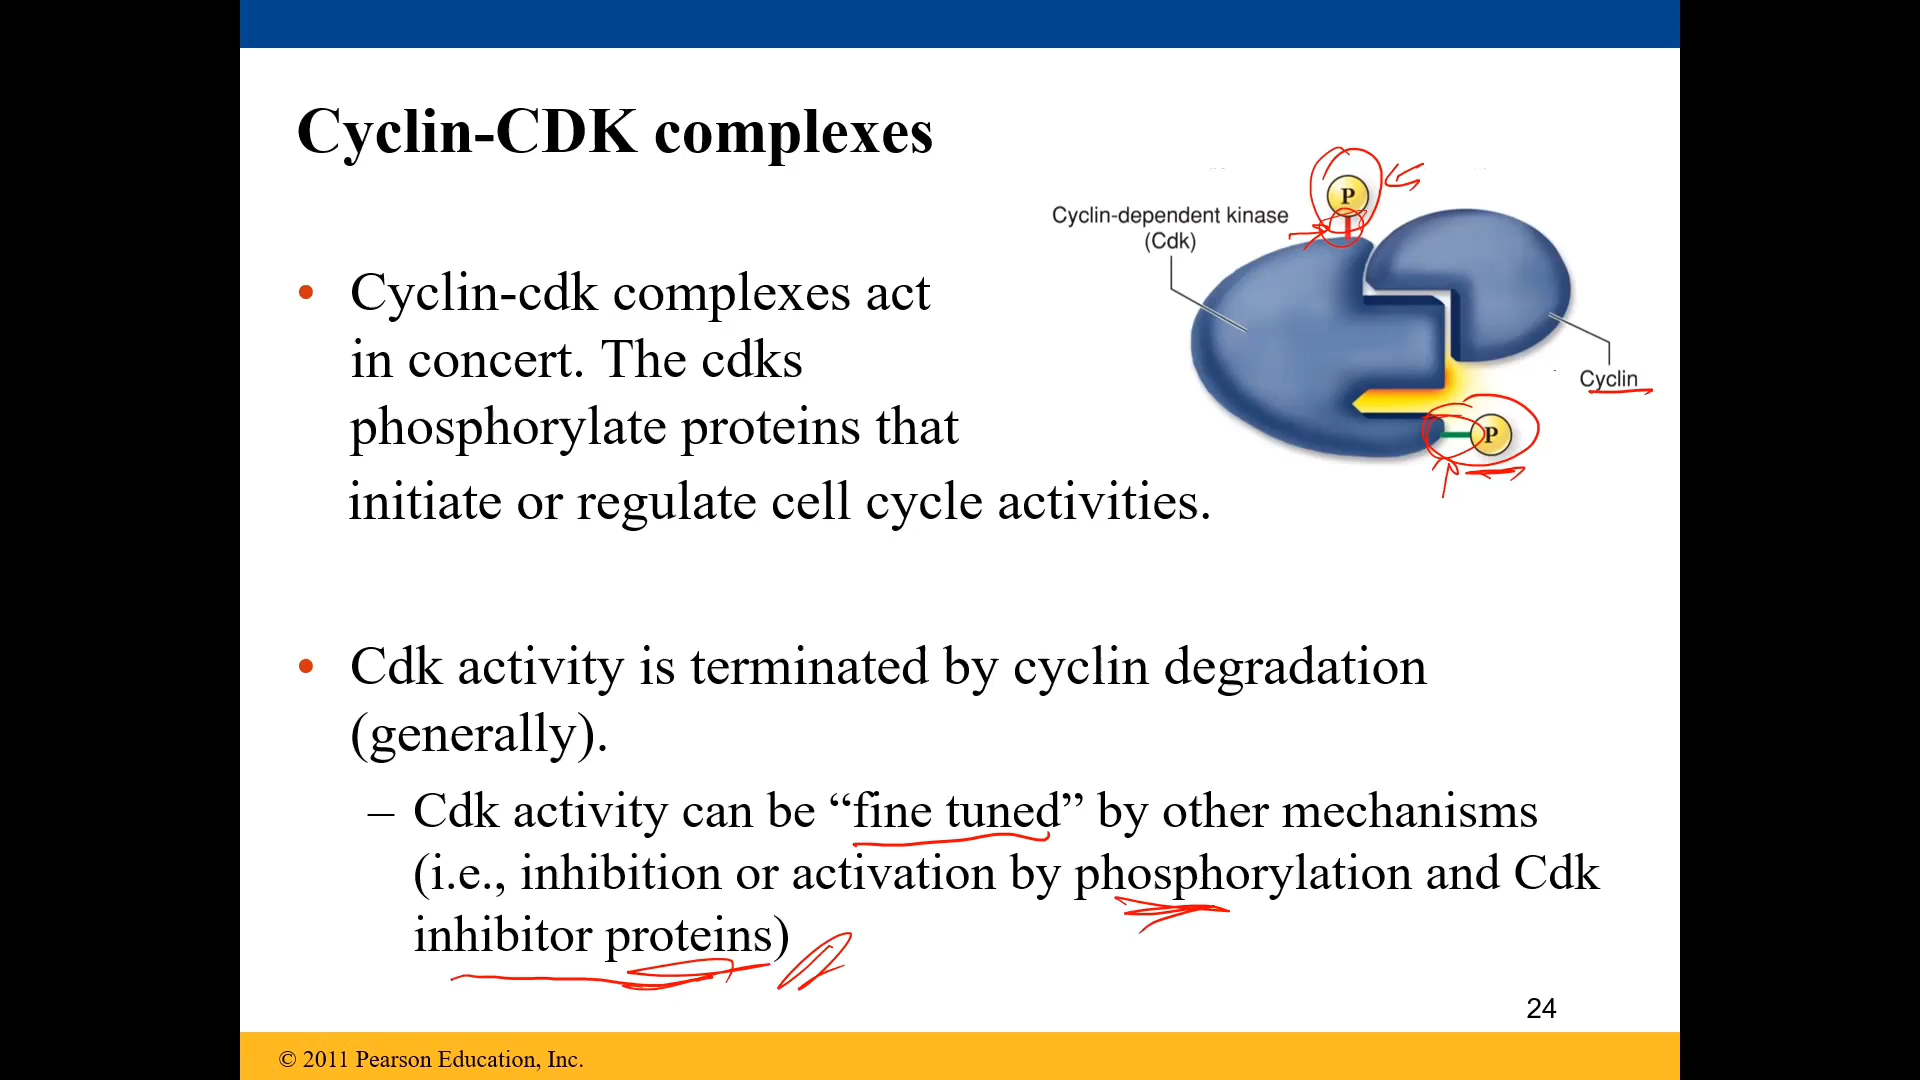 Cyclin-CDK complexes
P
Cyclin-dependent kinase
(Cdk)
Cyclin
P
• Cyclin-cdk complexes act
in concert. The cdks
phosphorylate proteins that
initiate or regulate cell cycle activities.
• Cdk activity is terminated by cyclin degradation
(generally).
– Cdk activity can be “fine tuned” by other mechanisms
(i.e., inhibition or activation by phosphorylation and Cdk
inhibitor proteins)
24
© 2011 Pearson Education, Inc.